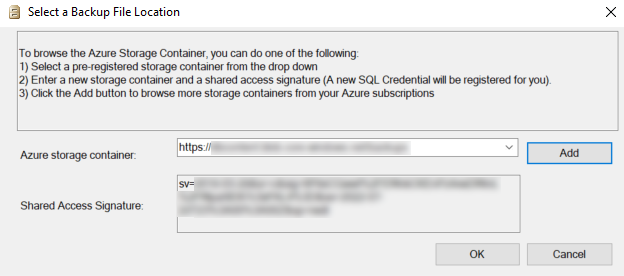 Select a Backup File Location
To browse the Azure Storage Container, you can do one of the following:
1) Select a pre-registered storage container from the drop down
2) Enter a new storage container and a shared access signature (A new SQL Credential will be registered for you).
3) Click the Add button to browse more storage containers from your Azure subscriptions
Azure storage container:
https://
Add
Shared Access Signature:
sv=
OK
Cancel